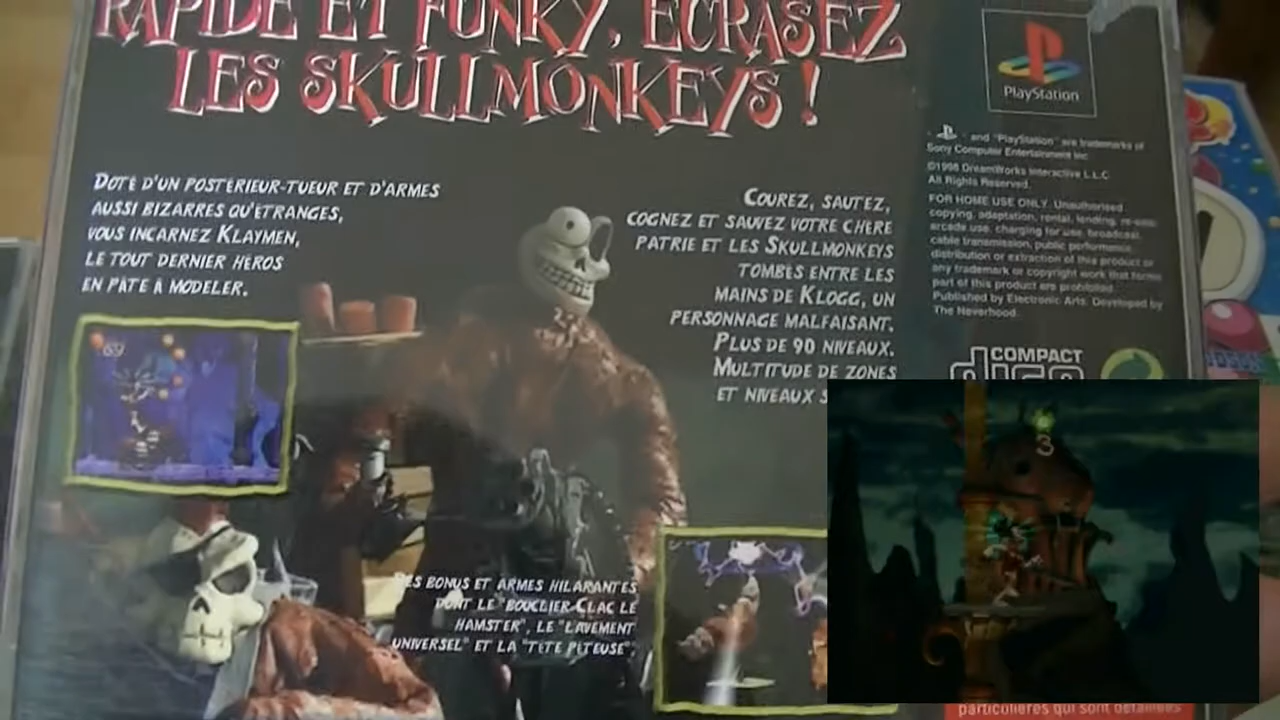 RAPIDE ET FUNKY, ÉCRASEZ
LES SKULLMONKEYS !
DOTÉ D'UN POSTÉRIEUR-TUEUR ET D'ARMES
AUSSI BIZARRES QU'ÉTRANGES,
VOUS INCARNEZ KLAYMEN,
LE TOUT DERNIER HÉROS
EN PÂTE À MODELER.
COUREZ, SAUTEZ,
COGNEZ ET SAUVEZ VOTRE CHÈRE
PATRIE ET LES SKULLMONKEYS
TOMBÉS ENTRE LES
MAINS DE KLOGG, UN
PERSONNAGE MALFAISANT.
PLUS DE 90 NIVEAUX.
MULTITUDE DE ZONES
ET NIVEAUX
69
BONUS ET ARMES HILARANTES
DONT LE "BOUCLIER-CLAC LE
HAMSTER", LE "LAVEMENT
UNIVERSEL" ET LA "TÊTE PITEUSE".
PlayStation
and "PlayStation" are trademarks of
Sony Computer Entertainment Inc.
©1998 DreamWorks Interactive L.L.C.
All Rights Reserved.
FOR HOME USE ONLY. Unauthorised
copying, adaptation, rental, lending, re-sale,
arcade use, charging for use, broadcast,
cable transmission, public performance,
distribution or extraction of this product or
any trademark or copyright work that forms
part of this product are prohibited.
Published by Electronic Arts. Developed by
The Neverhood.
COMPACT
disc
3
particulières qui sont détaillées